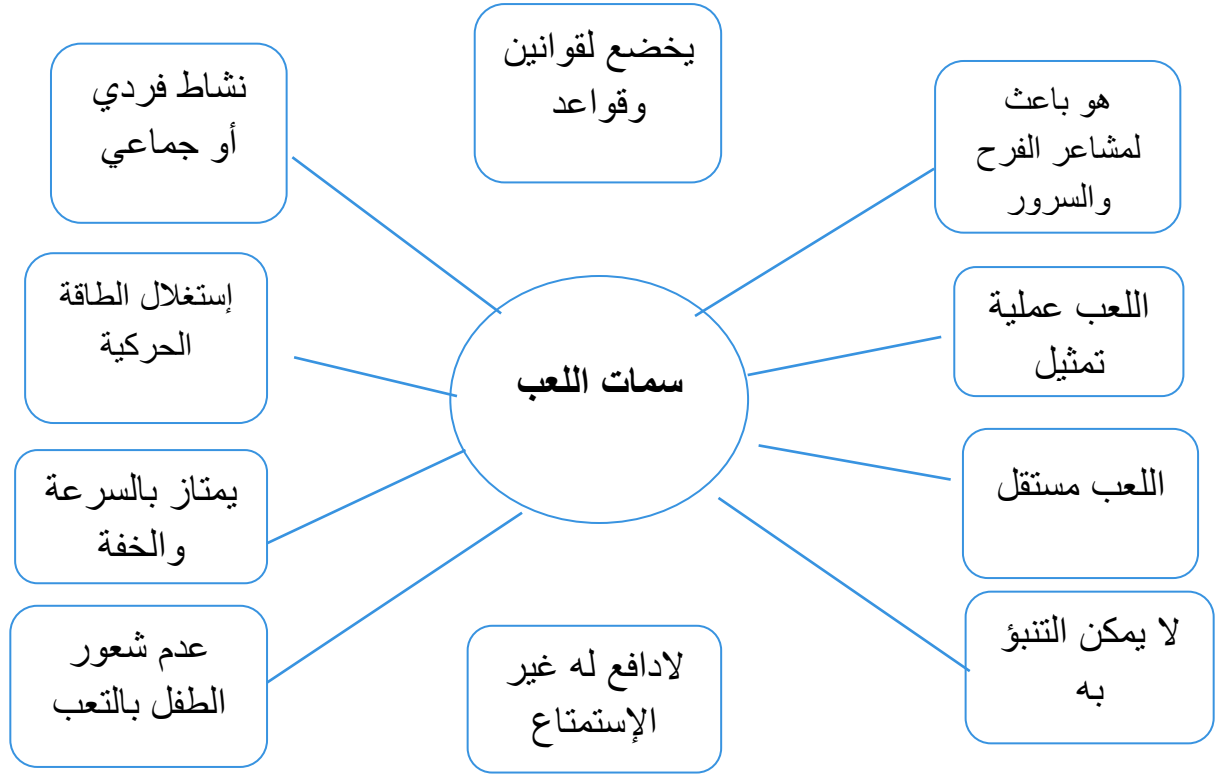 يخضع لقوانين
وقواعد
هو باعث
لمشاعر الفرح
والسرور
نشاط فردي
أو جماعي
اللعب عملية
تمثيل
إستغلال الطاقة
الحركية
سمات اللعب
اللعب مستقل
يمتاز بالسرعة
والخفة
لا يمكن التنبؤ
به
عدم شعور
الطفل بالتعب
لادافع له غير
الإستمتاع